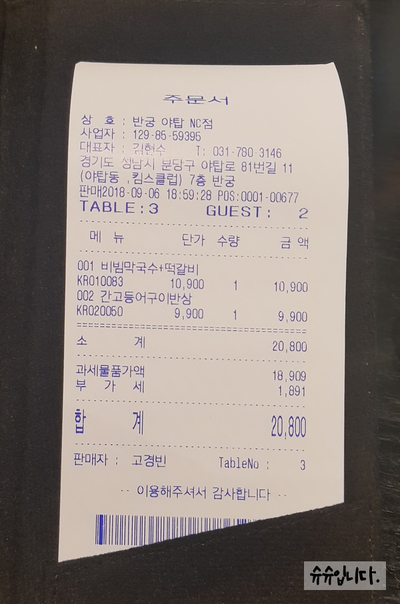 주문서
상 호 : 반궁 야탑 NC점
사업자 : 129-85-59395
대표자 : 김현수 T: 031-780 3146
경기도 성남시 분당구 야탑로 81번길 11
(야탑동 ,킴스클럽) 7층 반궁
판매2018-09-06 18:59:28 POS:0001-00677
TABLE:3 GUEST: 2
메 뉴 단가 수량 금 액
001 비빔막국수+떡갈비
KR010083 10,900 1 10,900
002 간고등어구이반상
KR020050 9,900 1 9,900
소 계 20,800
과세물품가액 18,909
부 가 세 1,891
합 계 20,800
판매자 : 고경빈 TableNo : 3
-- 이용해주셔서 감사합니다 --
슈슈입니다.